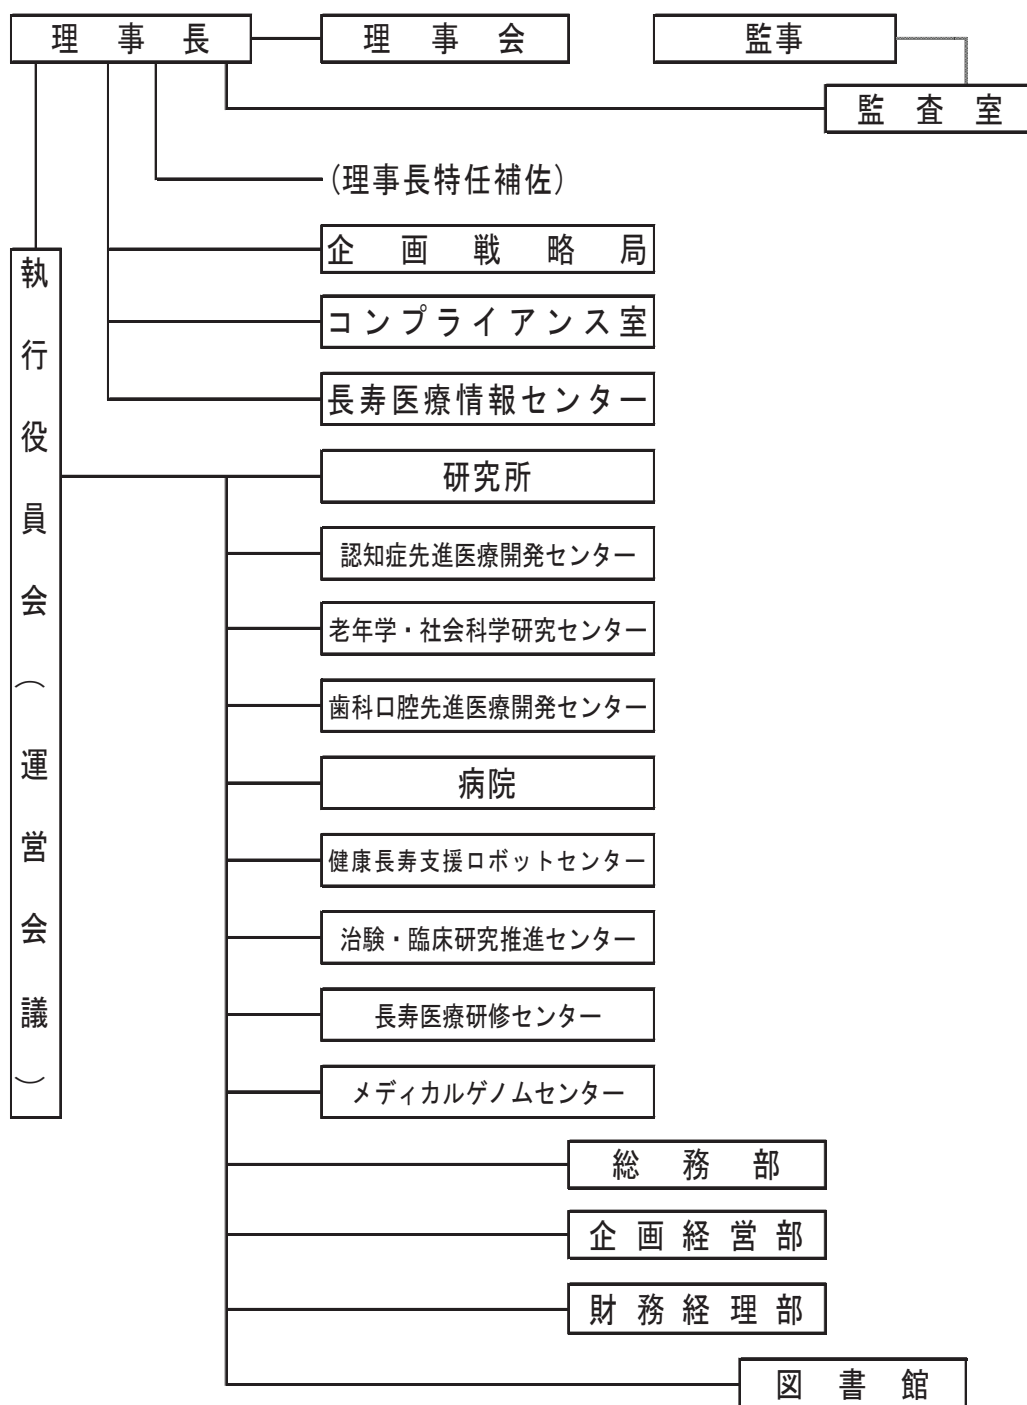 理事長
理事会
監事
監査室
(理事長特任補佐)
企画戦略局
コンプライアンス室
長寿医療情報センター
執行役員会(運営会議)
研究所
認知症先進医療開発センター
老年学・社会科学研究センター
歯科口腔先進医療開発センター
病院
健康長寿支援ロボットセンター
治験・臨床研究推進センター
長寿医療研修センター
メディカルゲノムセンター
総務部
企画経営部
財務経理部
図書館